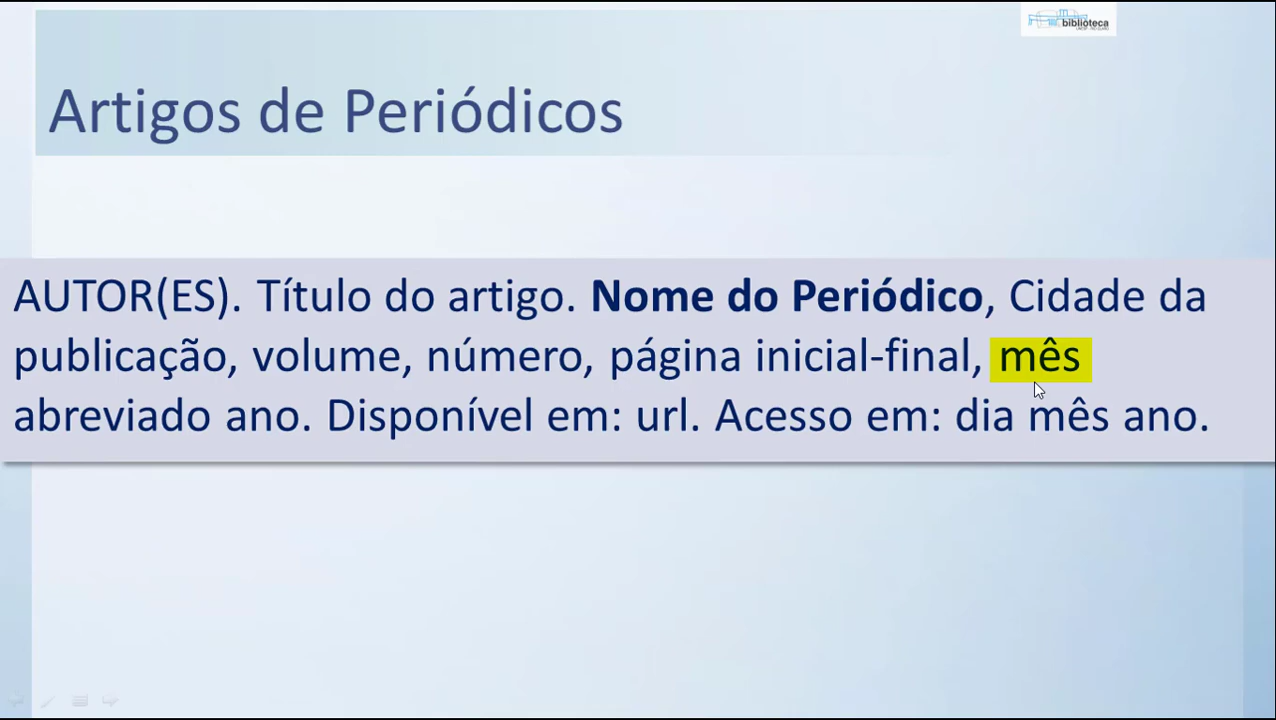 biblioteca
Artigos de Periódicos
AUTOR(ES). Título do artigo. Nome do Periódico, Cidade da
publicação, volume, número, página inicial-final, mês
abreviado ano. Disponível em: url. Acesso em: dia mês ano.